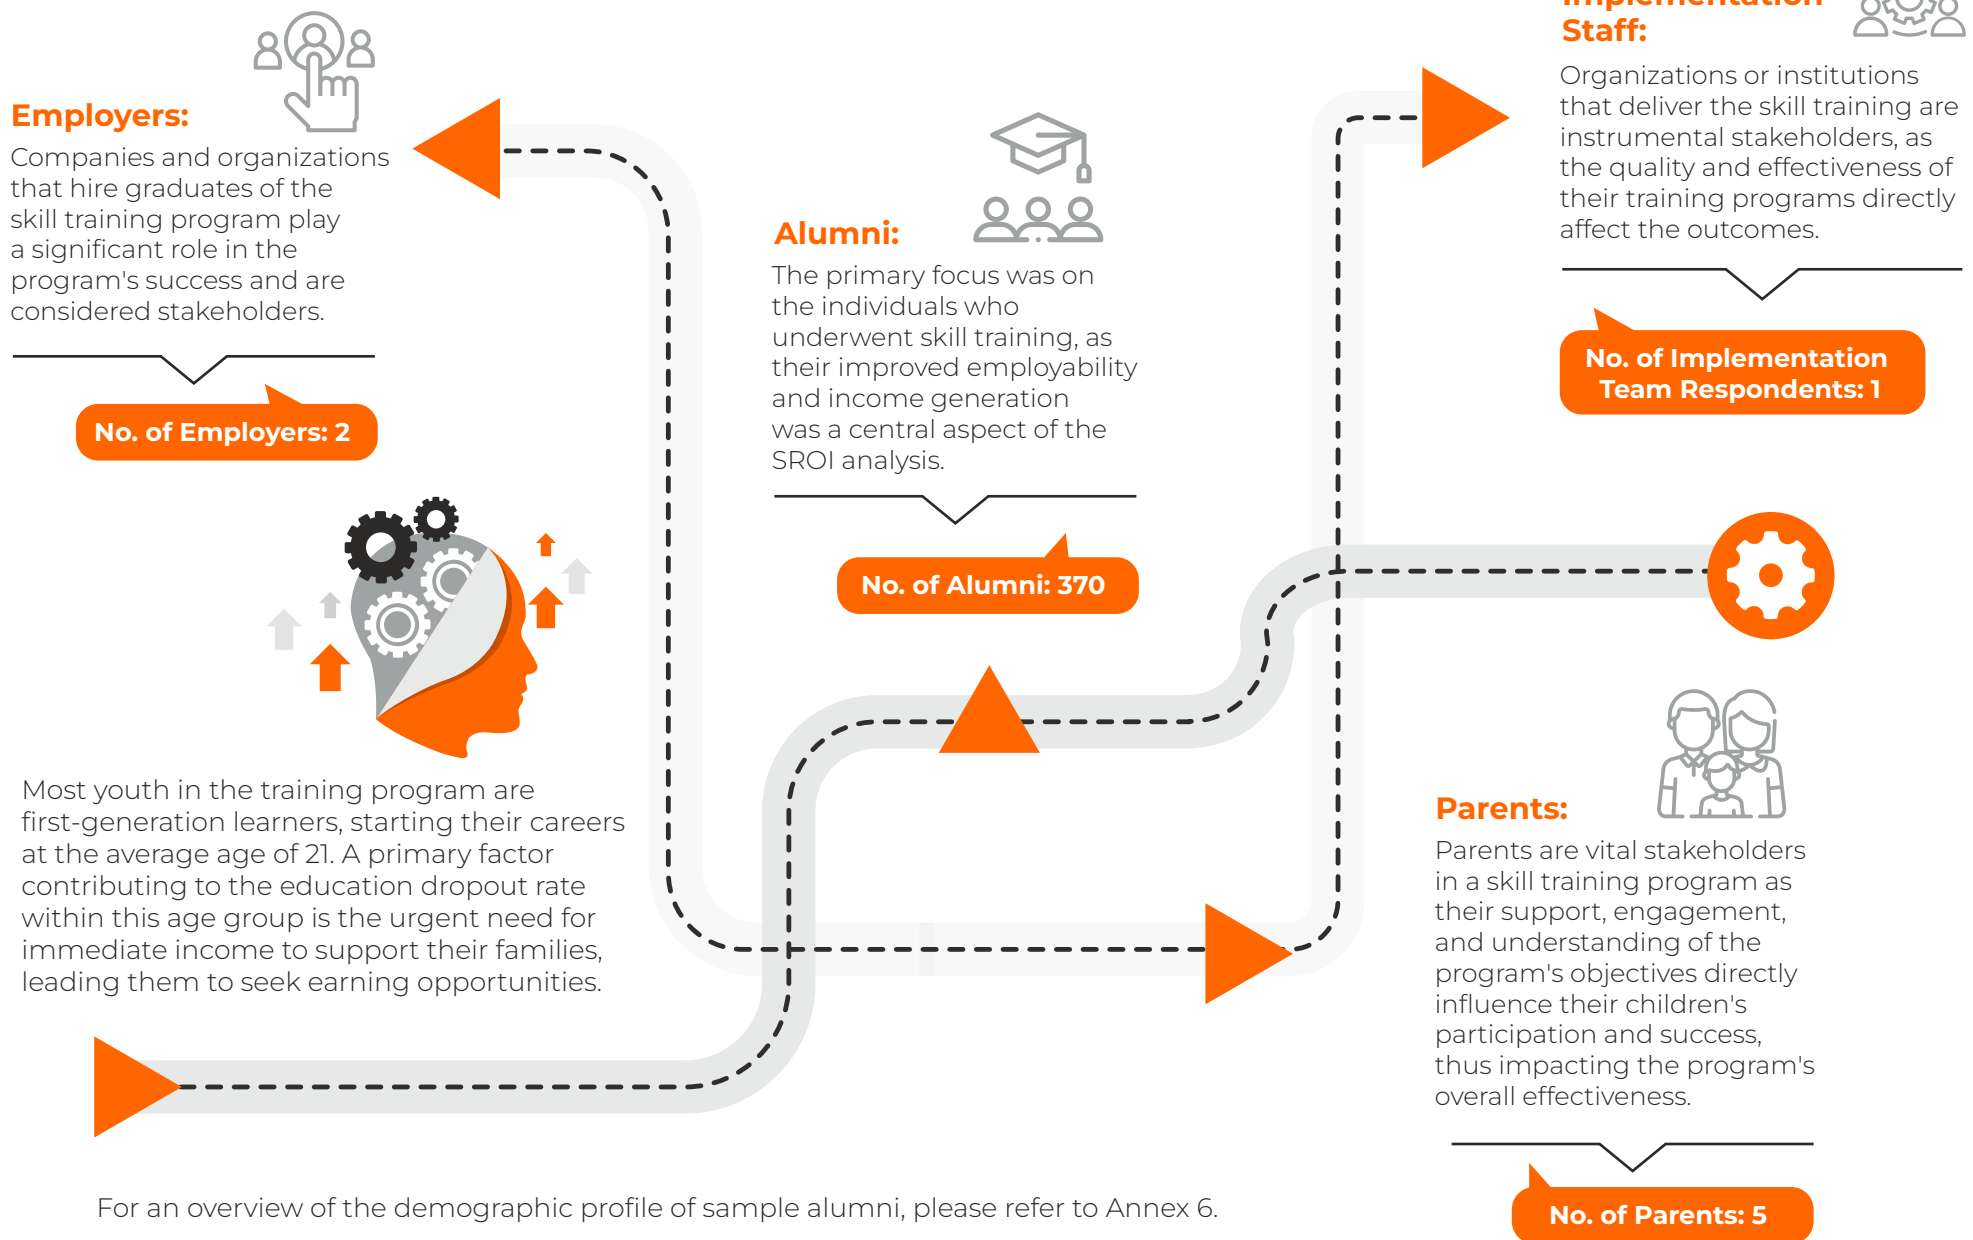 Employers:
Companies and organizations
that hire graduates of the
skill training program play
a significant role in the
program's success and are
considered stakeholders.
No. of Employers: 2
Alumni:
The primary focus was on
the individuals who
underwent skill training, as
their improved employability
and income generation
was a central aspect of the
SROI analysis.
No. of Alumni: 370
Implementation
Staff:
Organizations or institutions
that deliver the skill training are
instrumental stakeholders, as
the quality and effectiveness of
their training programs directly
affect the outcomes.
No. of Implementation
Team Respondents: 1
Most youth in the training program are
first-generation learners, starting their careers
at the average age of 21. A primary factor
contributing to the education dropout rate
within this age group is the urgent need for
immediate income to support their families,
leading them to seek earning opportunities.
Parents:
Parents are vital stakeholders
in a skill training program as
their support, engagement,
and understanding of the
program's objectives directly
influence their children's
participation and success,
thus impacting the program's
overall effectiveness.
No. of Parents: 5
For an overview of the demographic profile of sample alumni, please refer to Annex 6.